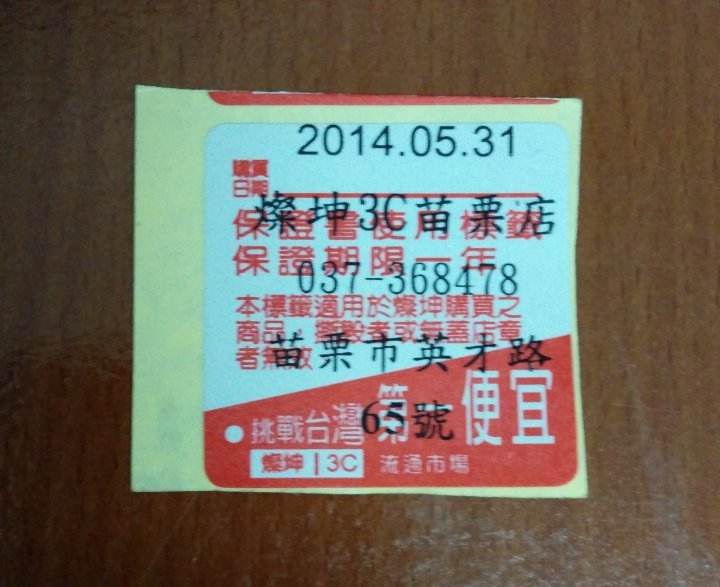 2014.05.31
購買
日期
燦坤3C苗栗店
保證書使用標籤
保證期限一年
037-368478
本標籤適用於燦坤購買之
商品，撕毀者或無蓋店章
者無效
苗栗市英才路
65號
挑戰台灣第一便宜
燦坤 3C 流通市場